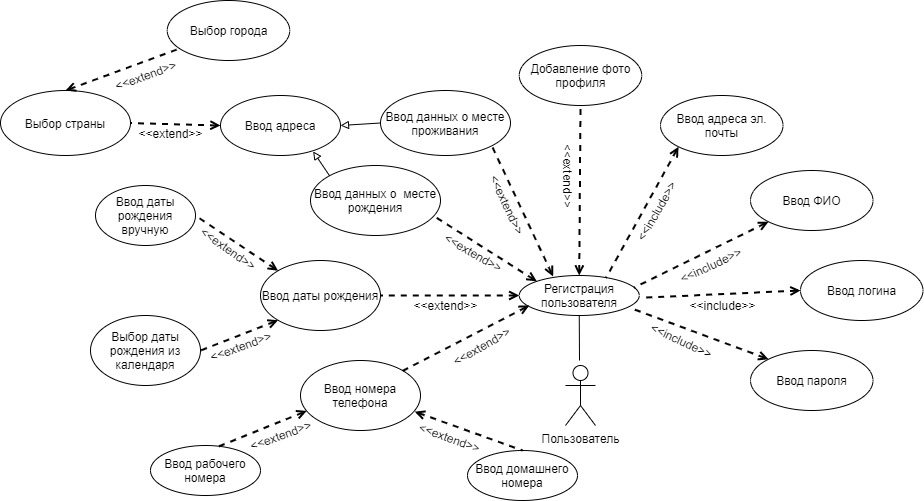 Выбор города
<<extend>>
Выбор страны
<<extend>>
Ввод адреса
Ввод данных о месте
проживания
Ввод данных о  месте
рождения
<<extend>>
<<extend>>
Добавление фото
профиля
<<extend>>
Ввод адреса эл.
почты
<<include>>
Ввод ФИО
<<include>>
Ввод логина
<<include>>
Ввод пароля
<<include>>
Регистрация
пользователя
Ввод даты
рождения
вручную
<<extend>>
Ввод даты рождения
<<extend>>
Выбор даты
рождения из
календаря
<<extend>>
Ввод номера
телефона
<<extend>>
Ввод рабочего
номера
<<extend>>
Ввод домашнего
номера
<<extend>>
Пользователь